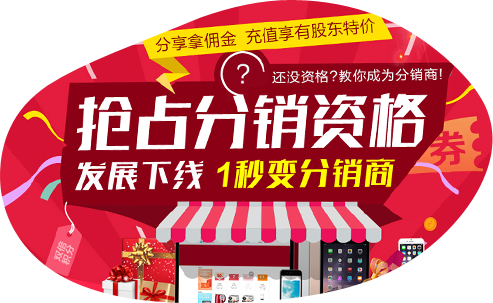 分享拿佣金 充值享有股东特价
?
还没资格?教你成为分销商!
抢占分销资格
发展下线 1秒变分销商
券
积分